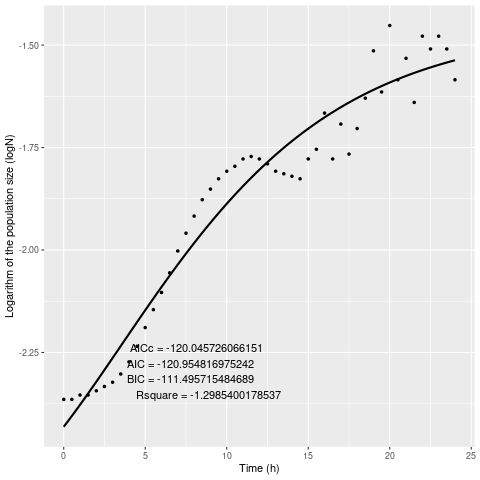 -1.50
-1.75
-2.00
-2.25
Logarithm of the population size (logN)
AICc = -120.045726066151
AIC = -120.954816975242
BIC = -111.495715484689
Rsquare = -1.2985400178537
0 5 10 15 20 25
Time (h)